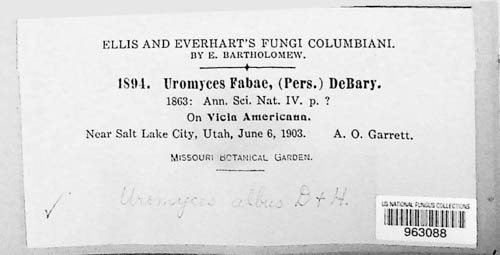 ELLIS AND EVERHART'S FUNGI COLUMBIANI.
BY E. BARTHOLOMEW.
1894. Uromyces Fabae, (Pers.) DeBary.
1863: Ann. Sci. Nat. IV. p. ?
On Vicia Americana.
Near Salt Lake City, Utah, June 6, 1903. A. O. Garrett.
MISSOURI BOTANICAL GARDEN.
✓ Uromyces albus D + H.
US NATIONAL FUNGUS COLLECTIONS
963088